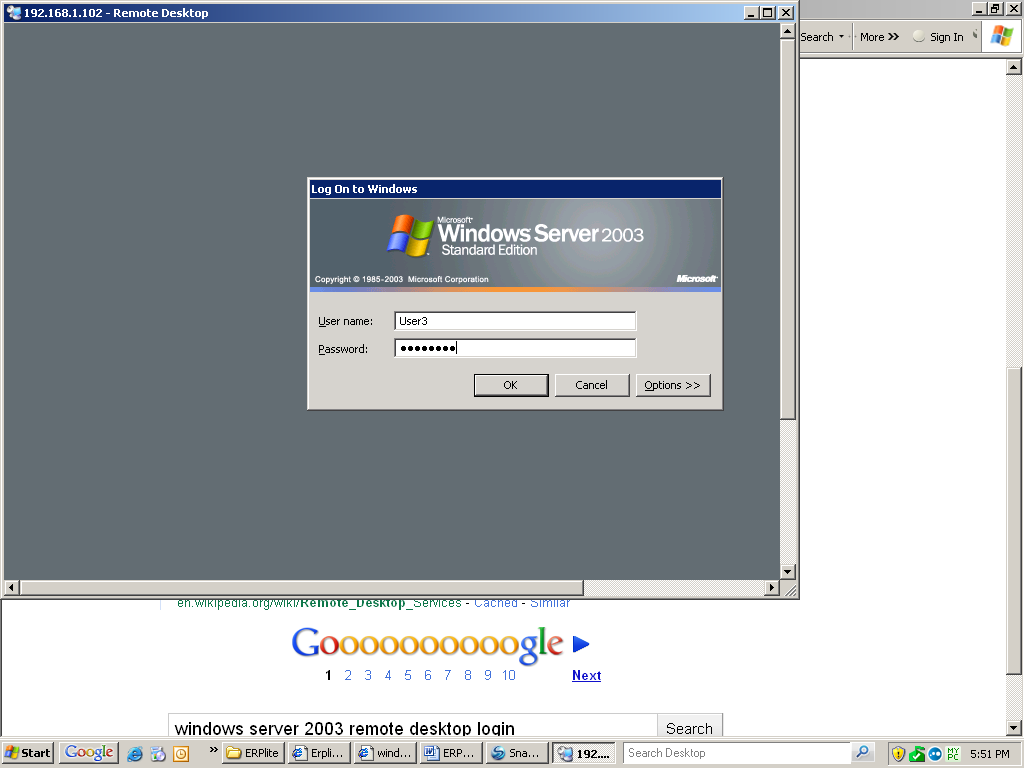 192.168.1.102 - Remote Desktop
Search
More >>
Sign In
Log On to Windows
Microsoft
Windows Server 2003
Standard Edition
Copyright © 1985-2003 Microsoft Corporation
Microsoft
User name:
User3
Password:
OK
Cancel
Options >>
en.wikipedia.org/wiki/Remote_Desktop_Services - Cached - Similar
Goooooooooogle
1 2 3 4 5 6 7 8 9 10
Next
windows server 2003 remote desktop login
Search
Start
Google
ERPlite
Erpli...
wind...
ERP...
Sna...
192....
Search Desktop
MY PC
5:51 PM